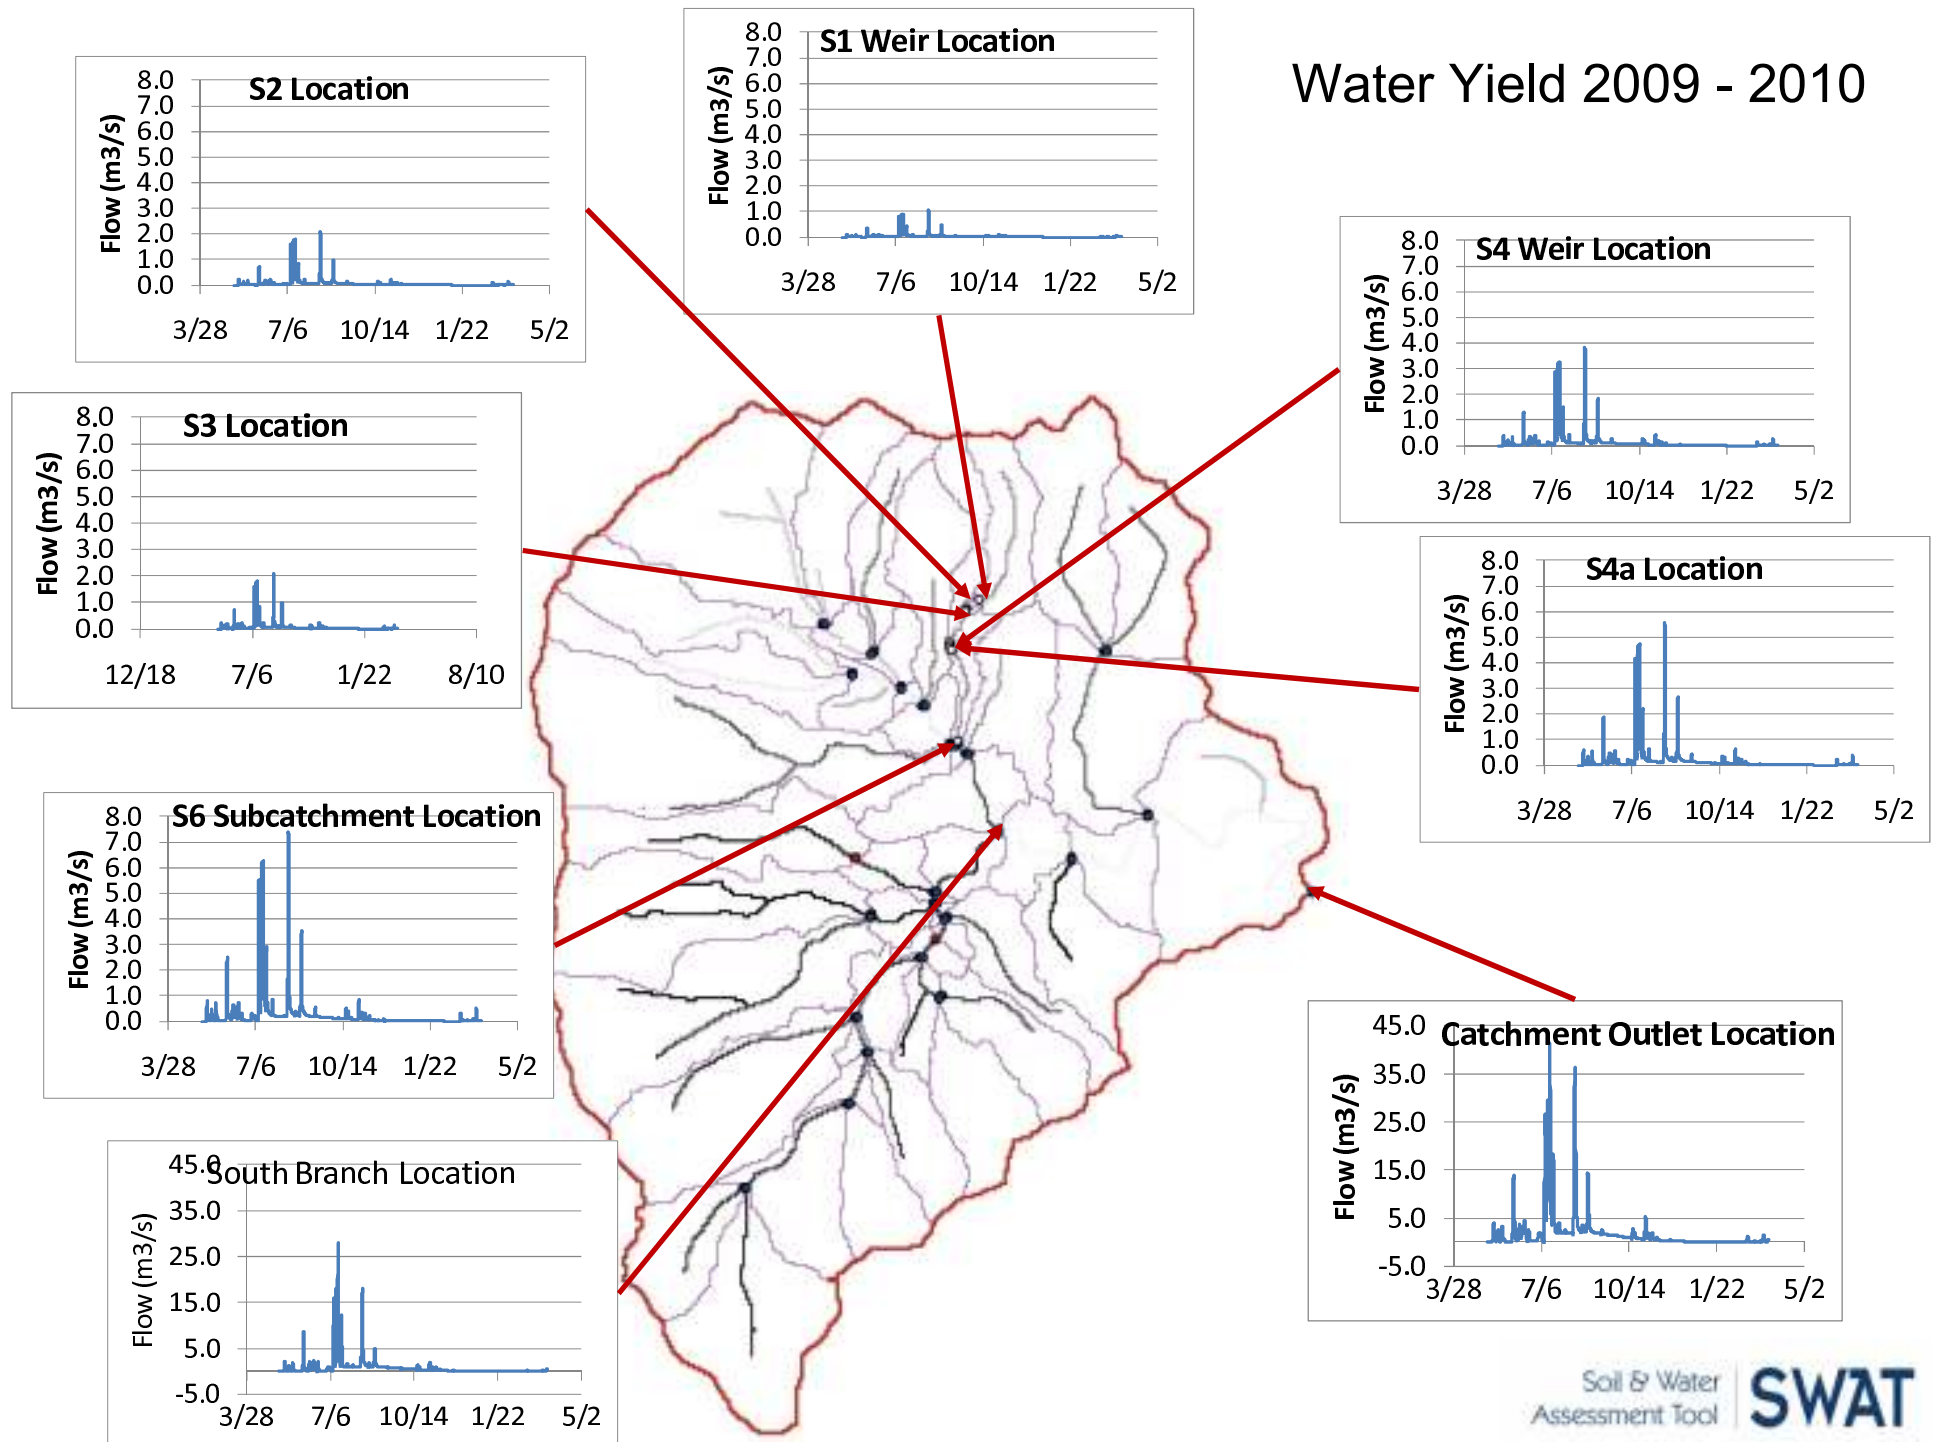 Water Yield 2009 - 2010
S1 Weir Location
Flow (m3/s)
8.0
7.0
6.0
5.0
4.0
3.0
2.0
1.0
0.0
3/28 7/6 10/14 1/22 5/2
S2 Location
Flow (m3/s)
8.0
7.0
6.0
5.0
4.0
3.0
2.0
1.0
0.0
3/28 7/6 10/14 1/22 5/2
S4 Weir Location
Flow (m3/s)
8.0
7.0
6.0
5.0
4.0
3.0
2.0
1.0
0.0
3/28 7/6 10/14 1/22 5/2
S3 Location
Flow (m3/s)
8.0
7.0
6.0
5.0
4.0
3.0
2.0
1.0
0.0
12/18 7/6 1/22 8/10
S4a Location
Flow (m3/s)
8.0
7.0
6.0
5.0
4.0
3.0
2.0
1.0
0.0
3/28 7/6 10/14 1/22 5/2
S6 Subcatchment Location
Flow (m3/s)
8.0
7.0
6.0
5.0
4.0
3.0
2.0
1.0
0.0
3/28 7/6 10/14 1/22 5/2
Catchment Outlet Location
Flow (m3/s)
45.0
35.0
25.0
15.0
5.0
-5.0
3/28 7/6 10/14 1/22 5/2
South Branch Location
Flow (m3/s)
45.0
35.0
25.0
15.0
5.0
-5.0
3/28 7/6 10/14 1/22 5/2
Soil & Water
Assessment Tool
SWAT